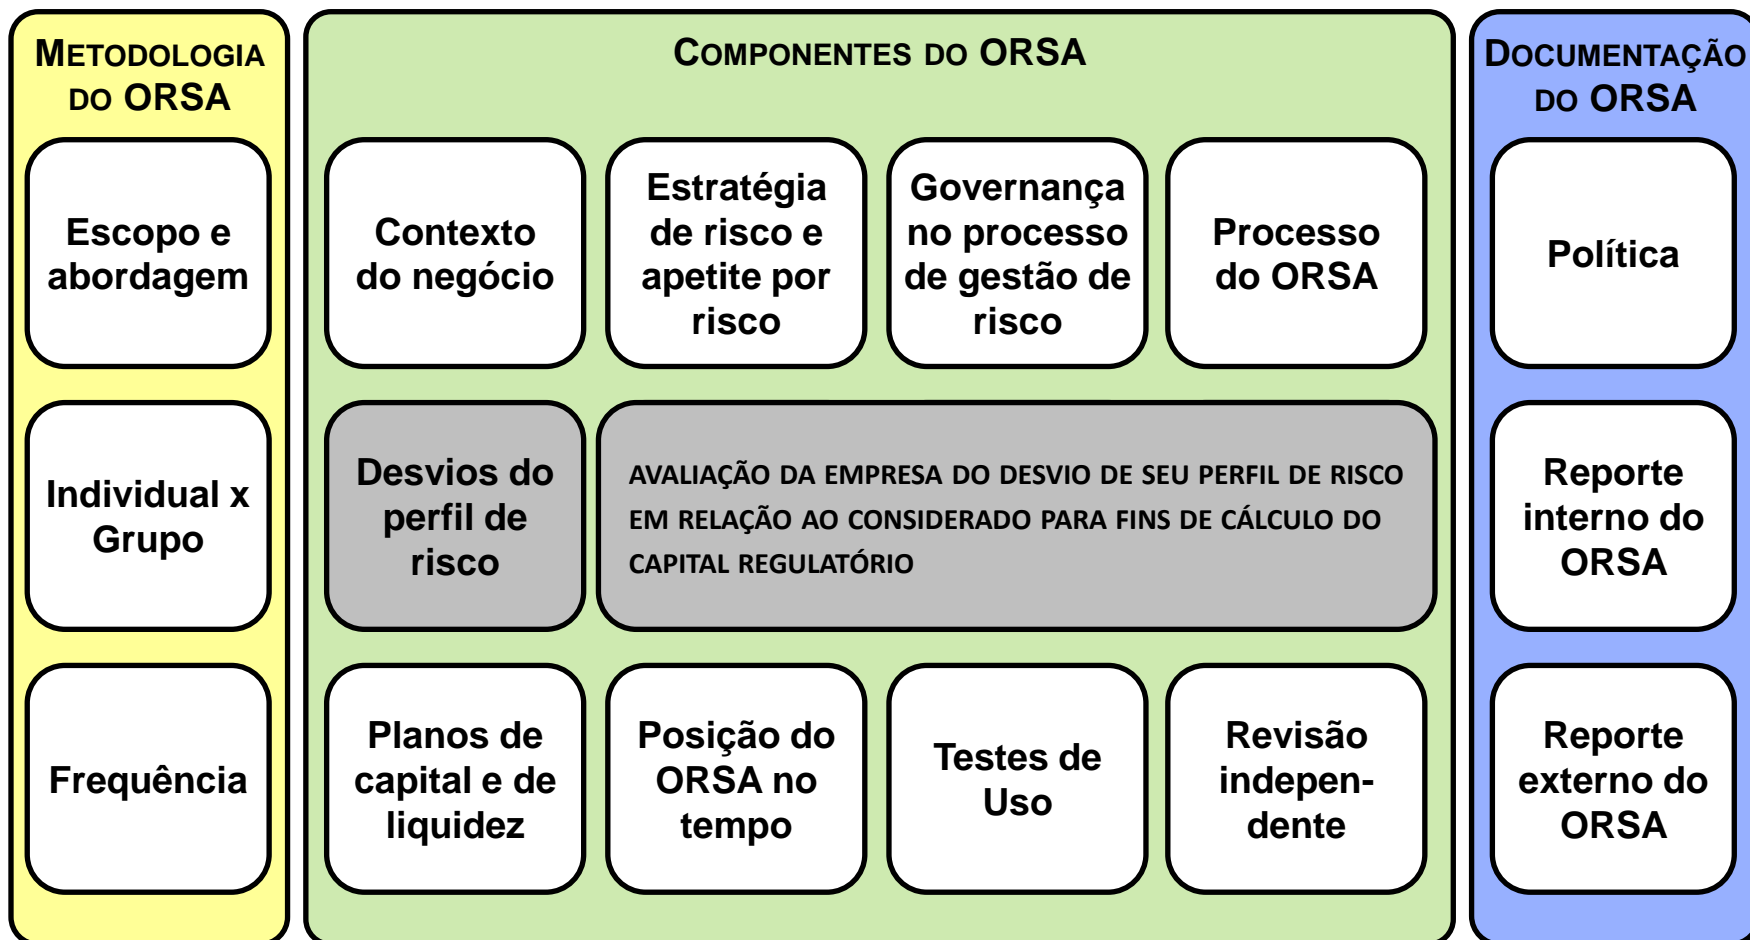 METODOLOGIA
DO ORSA
Escopo e
abordagem
Individual x
Grupo
Frequência
COMPONENTES DO ORSA
Contexto
do negócio
Estratégia
de risco e
apetite por
risco
Governança
no processo
de gestão de
risco
Processo
do ORSA
Desvios do
perfil de
risco
AVALIAÇÃO DA EMPRESA DO DESVIO DE SEU PERFIL DE RISCO
EM RELAÇÃO AO CONSIDERADO PARA FINS DE CÁLCULO DO
CAPITAL REGULATÓRIO
Planos de
capital e de
liquidez
Posição do
ORSA no
tempo
Testes de
Uso
Revisão
indepen-
dente
DOCUMENTAÇÃO
DO ORSA
Política
Reporte
interno do
ORSA
Reporte
externo do
ORSA